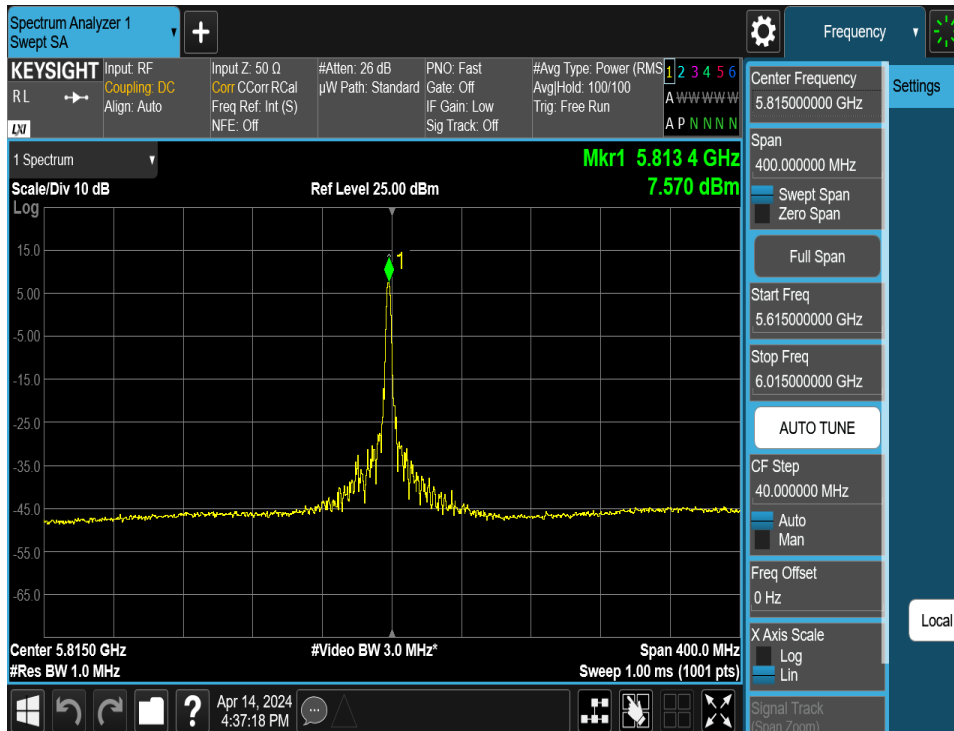 Spectrum Analyzer 1
Swept SA
+
Frequency
KEYSIGHT
R L
LXI
Input: RF
Coupling: DC
Align: Auto
Input Z: 50 Ω
Corr CCorr RCal
Freq Ref: Int (S)
NFE: Off
#Atten: 26 dB
µW Path: Standard
PNO: Fast
Gate: Off
IF Gain: Low
Sig Track: Off
#Avg Type: Power (RMS
Avg|Hold: 100/100
Trig: Free Run
1 2 3 4 5 6
A W W W W W
A P N N N N
1 Spectrum
Mkr1 5.813 4 GHz
7.570 dBm
Scale/Div 10 dB
Ref Level 25.00 dBm
Log
1
15.0
5.00
-5.00
-15.0
-25.0
-35.0
-45.0
-55.0
-65.0
Center 5.8150 GHz
#Video BW 3.0 MHz*
Span 400.0 MHz
#Res BW 1.0 MHz
Sweep 1.00 ms (1001 pts)
Center Frequency
5.815000000 GHz
Span
400.000000 MHz
Swept Span
Zero Span
Full Span
Start Freq
5.615000000 GHz
Stop Freq
6.015000000 GHz
AUTO TUNE
CF Step
40.000000 MHz
Auto
Man
Freq Offset
0 Hz
X Axis Scale
Log
Lin
Signal Track
(Span Zoom)
Settings
Local
?
Apr 14, 2024
4:37:18 PM